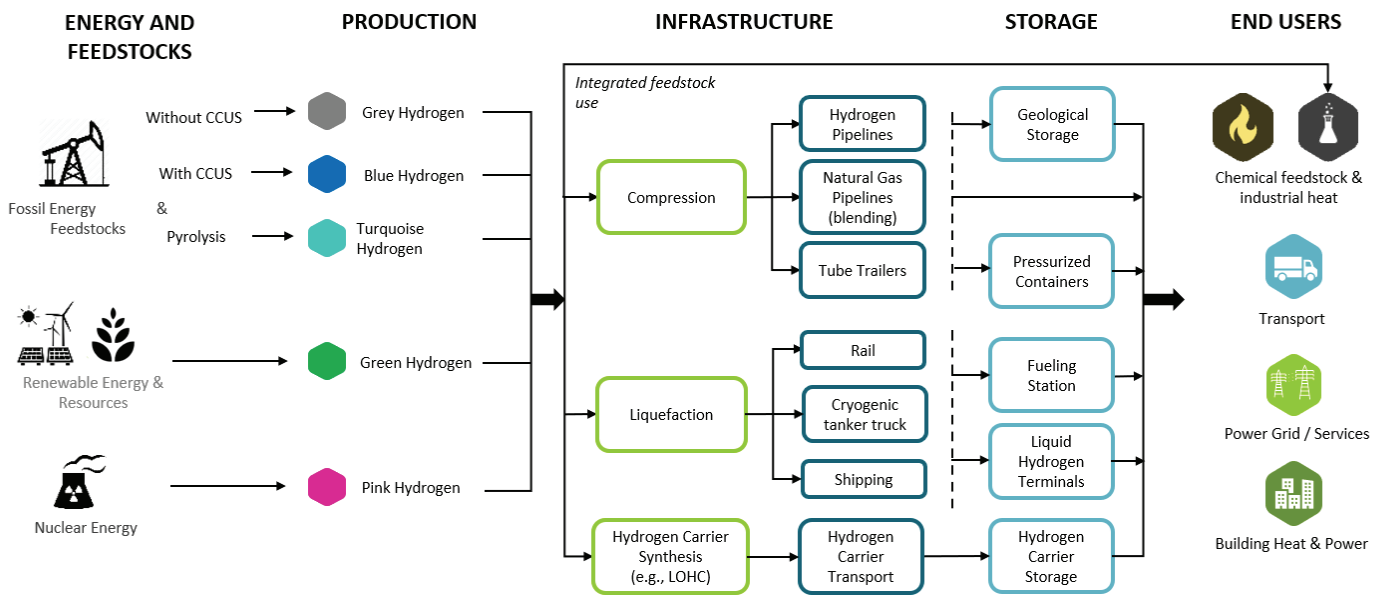 ENERGY AND
FEEDSTOCKS
PRODUCTION
INFRASTRUCTURE
STORAGE
END USERS
Without CCUS
With CCUS
&
Pyrolysis
Fossil Energy
Feedstocks
Renewable Energy &
Resources
Nuclear Energy
Grey Hydrogen
Blue Hydrogen
Turquoise
Hydrogen
Green Hydrogen
Pink Hydrogen
Integrated feedstock
use
Compression
Liquefaction
Hydrogen Carrier
Synthesis
(e.g., LOHC)
Hydrogen
Pipelines
Natural Gas
Pipelines
(blending)
Tube Trailers
Rail
Cryogenic
tanker truck
Shipping
Hydrogen
Carrier
Transport
Geological
Storage
Pressurized
Containers
Fueling
Station
Liquid
Hydrogen
Terminals
Hydrogen
Carrier
Storage
Chemical feedstock &
industrial heat
Transport
Power Grid / Services
Building Heat & Power